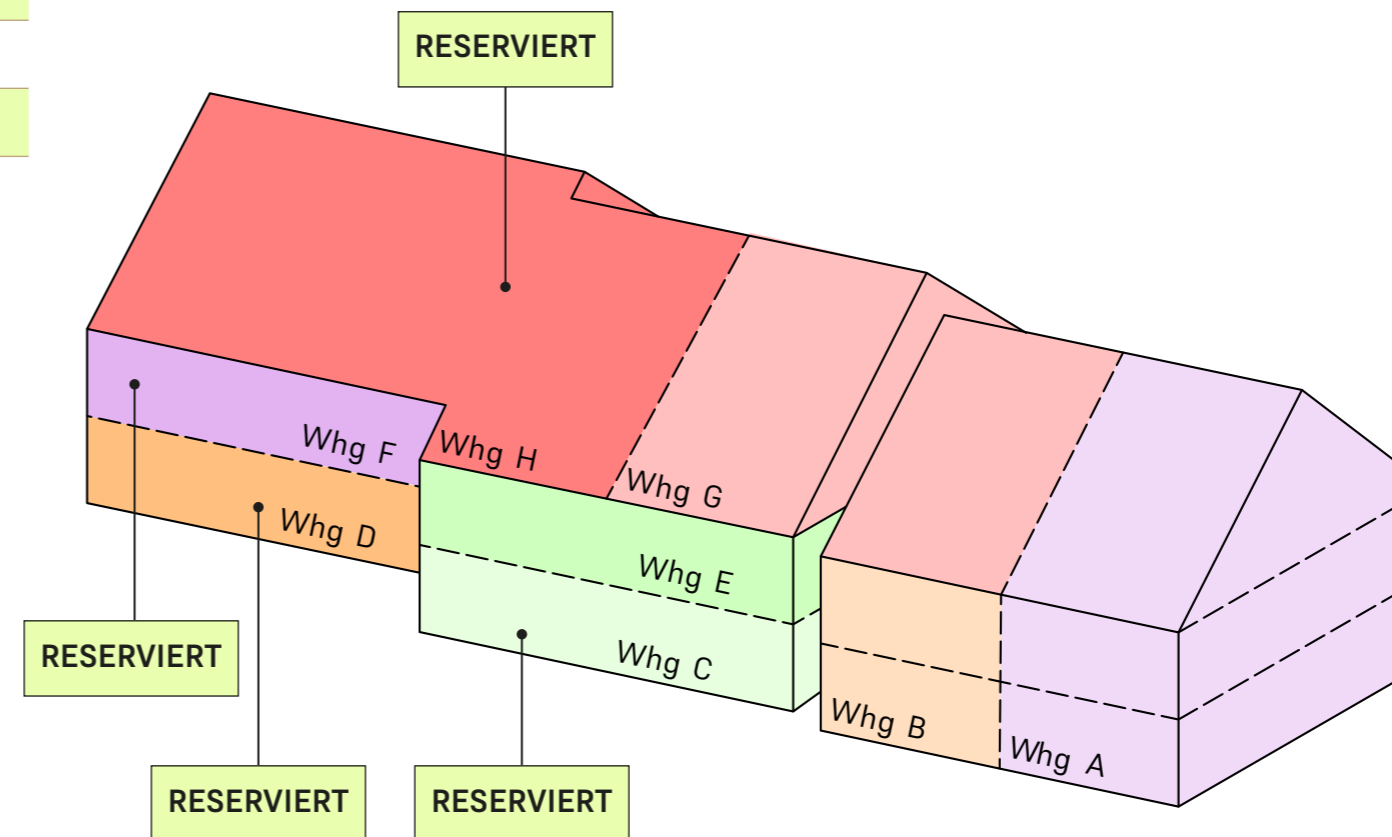 RESERVIERT
Whg F
Whg H
Whg G
Whg D
Whg E
RESERVIERT
Whg C
Whg B
Whg A
RESERVIERT
RESERVIERT